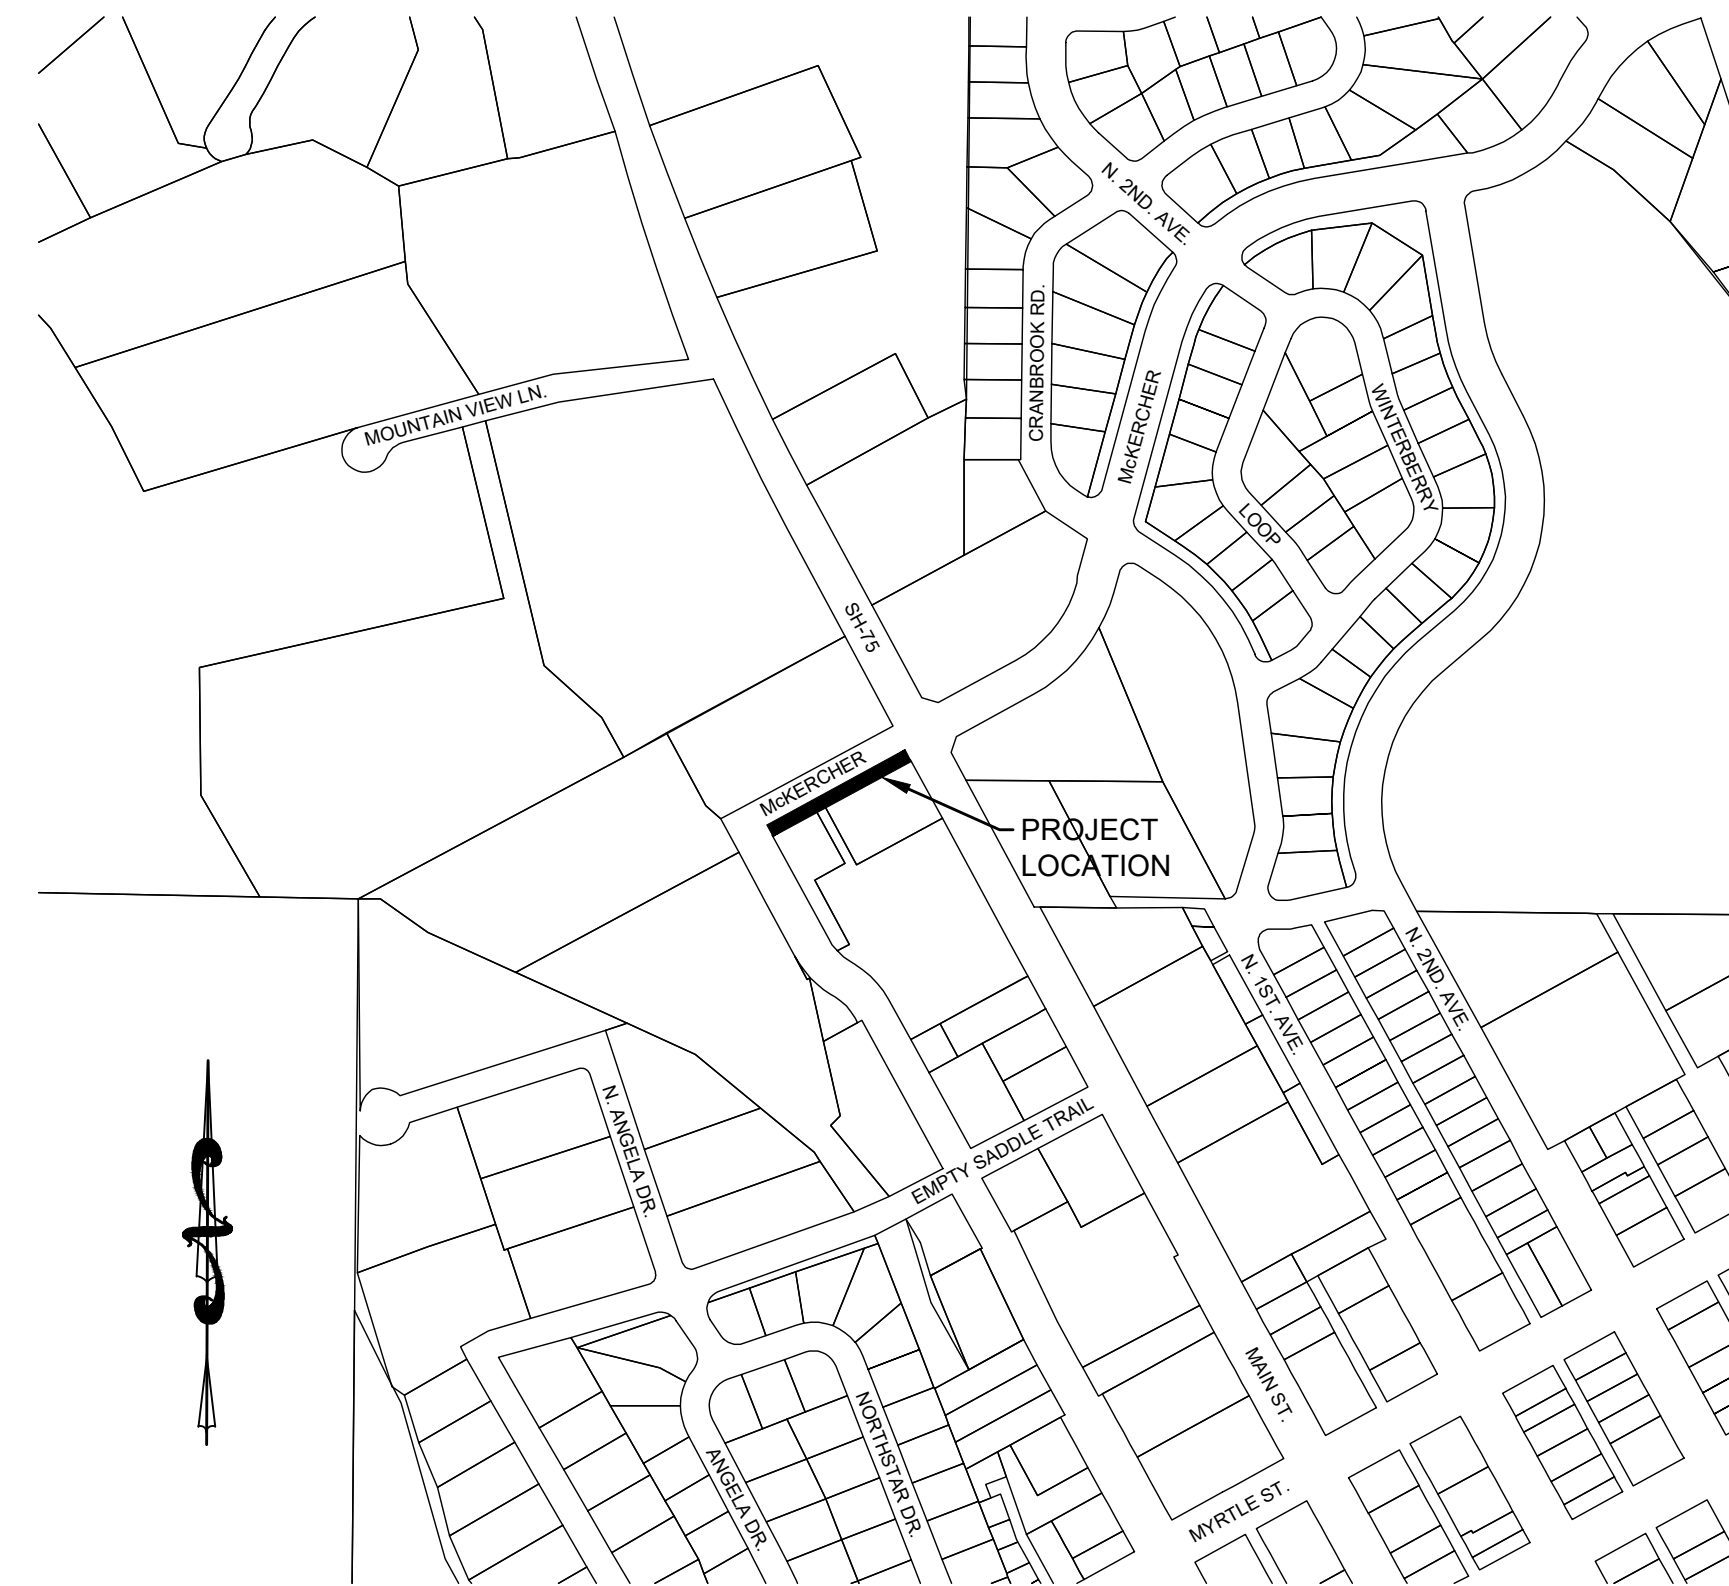 N. 2ND. AVE.
CRANBROOK RD.
McKERCHER
WINTERBERRY
LOOP
MOUNTAIN VIEW LN.
SH-75
McKERCHER
PROJECT
LOCATION
N. 1ST. AVE.
N. 2ND. AVE.
N. ANGELA DR.
EMPTY SADDLE TRAIL
MAIN ST.
NORTHSTAR DR.
ANGELA DR.
MYRTLE ST.